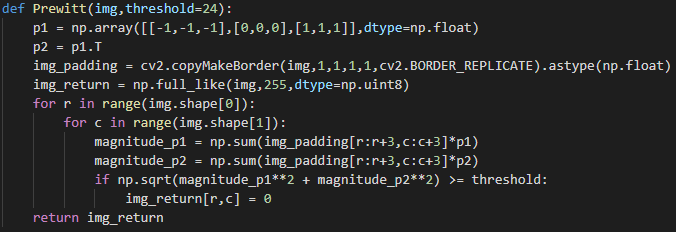 def Prewitt(img,threshold=24):
    p1 = np.array([[-1,-1,-1],[0,0,0],[1,1,1]],dtype=np.float)
    p2 = p1.T
    img_padding = cv2.copyMakeBorder(img,1,1,1,1,cv2.BORDER_REPLICATE).astype(np.float)
    img_return = np.full_like(img,255,dtype=np.uint8)
    for r in range(img.shape[0]):
        for c in range(img.shape[1]):
            magnitude_p1 = np.sum(img_padding[r:r+3,c:c+3]*p1)
            magnitude_p2 = np.sum(img_padding[r:r+3,c:c+3]*p2)
            if np.sqrt(magnitude_p1**2 + magnitude_p2**2) >= threshold:
                img_return[r,c] = 0
    return img_return